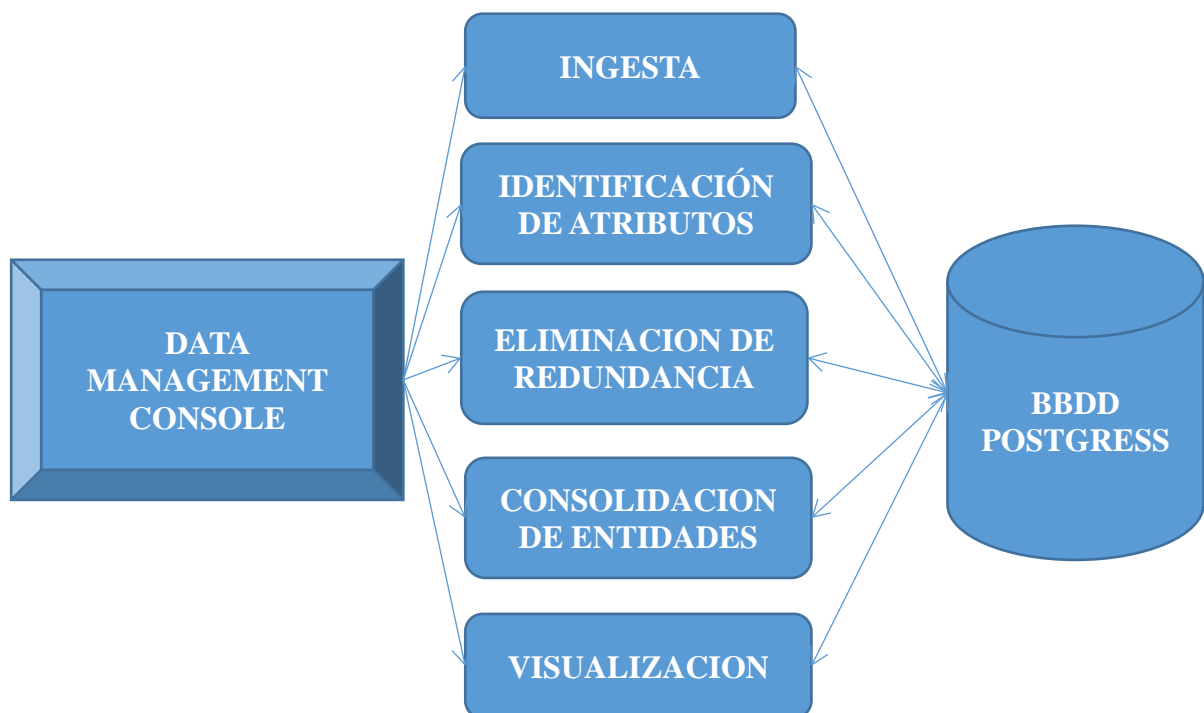 INGESTA
IDENTIFICACIÓN
DE ATRIBUTOS
DATA
MANAGEMENT
CONSOLE
ELIMINACION DE
REDUNDANCIA
BBDD
POSTGRESS
CONSOLIDACION
DE ENTIDADES
VISUALIZACION